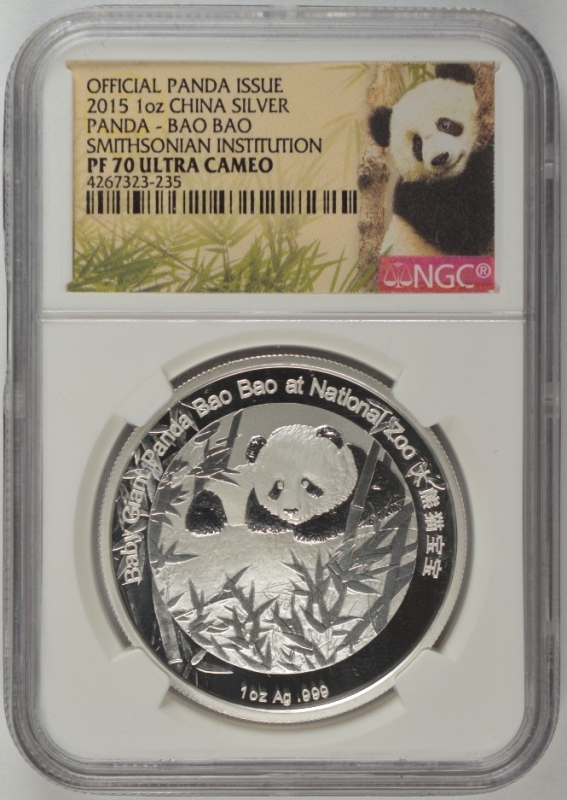 OFFICIAL PANDA ISSUE
2015 1oz CHINA SILVER
PANDA - BAO BAO
SMITHSONIAN INSTITUTION
PF 70 ULTRA CAMEO
4267323-235
NGC®
Baby Giant Panda Bao Bao at National Zoo 大熊猫宝宝
1oz Ag .999